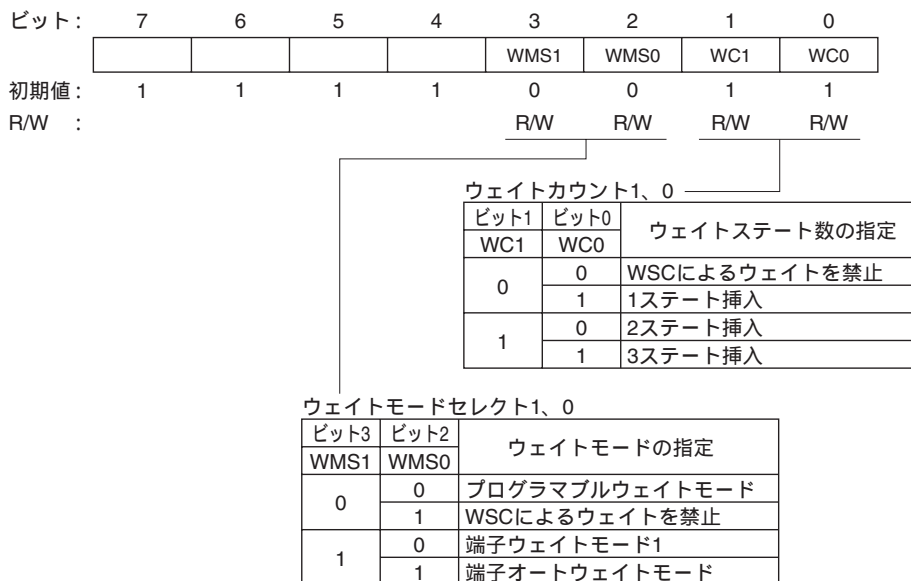 ビット: 7 6 5 4 3 2 1 0
WMS1 WMS0 WC1 WC0
初期値: 1 1 1 1 0 0 1 1
R/W : R/W R/W R/W R/W
ウェイトカウント1、0
ビット1 ビット0 ウェイトステート数の指定
WC1 WC0
0 0 WSCによるウェイトを禁止
1 1ステート挿入
1 0 2ステート挿入
1 3ステート挿入
ウェイトモードセレクト1、0
ビット3 ビット2 ウェイトモードの指定
WMS1 WMS0
0 0 プログラマブルウェイトモード
1 WSCによるウェイトを禁止
1 0 端子ウェイトモード1
1 端子オートウェイトモード